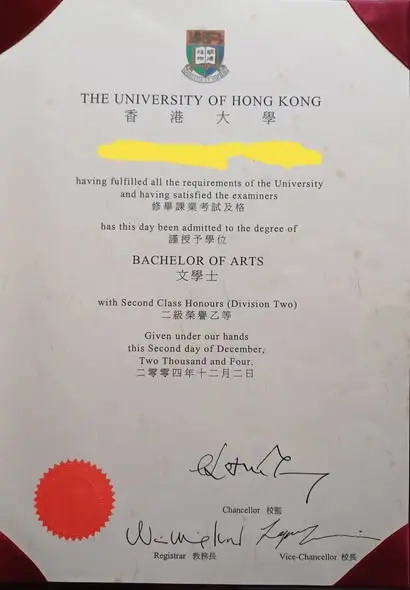 THE UNIVERSITY OF HONG KONG
香港大學
having fulfilled all the requirements of the University
and having satisfied the examiners
修畢課業考試及格
has this day been admitted to the degree of
謹授予學位
BACHELOR OF ARTS
文學士
with Second Class Honours (Division Two)
二級榮譽乙等
Given under our hands
this Second day of December,
Two Thousand and Four.
二零零四年十二月二日
Chancellor 校監
Registrar 教務長
Vice-Chancellor 校長